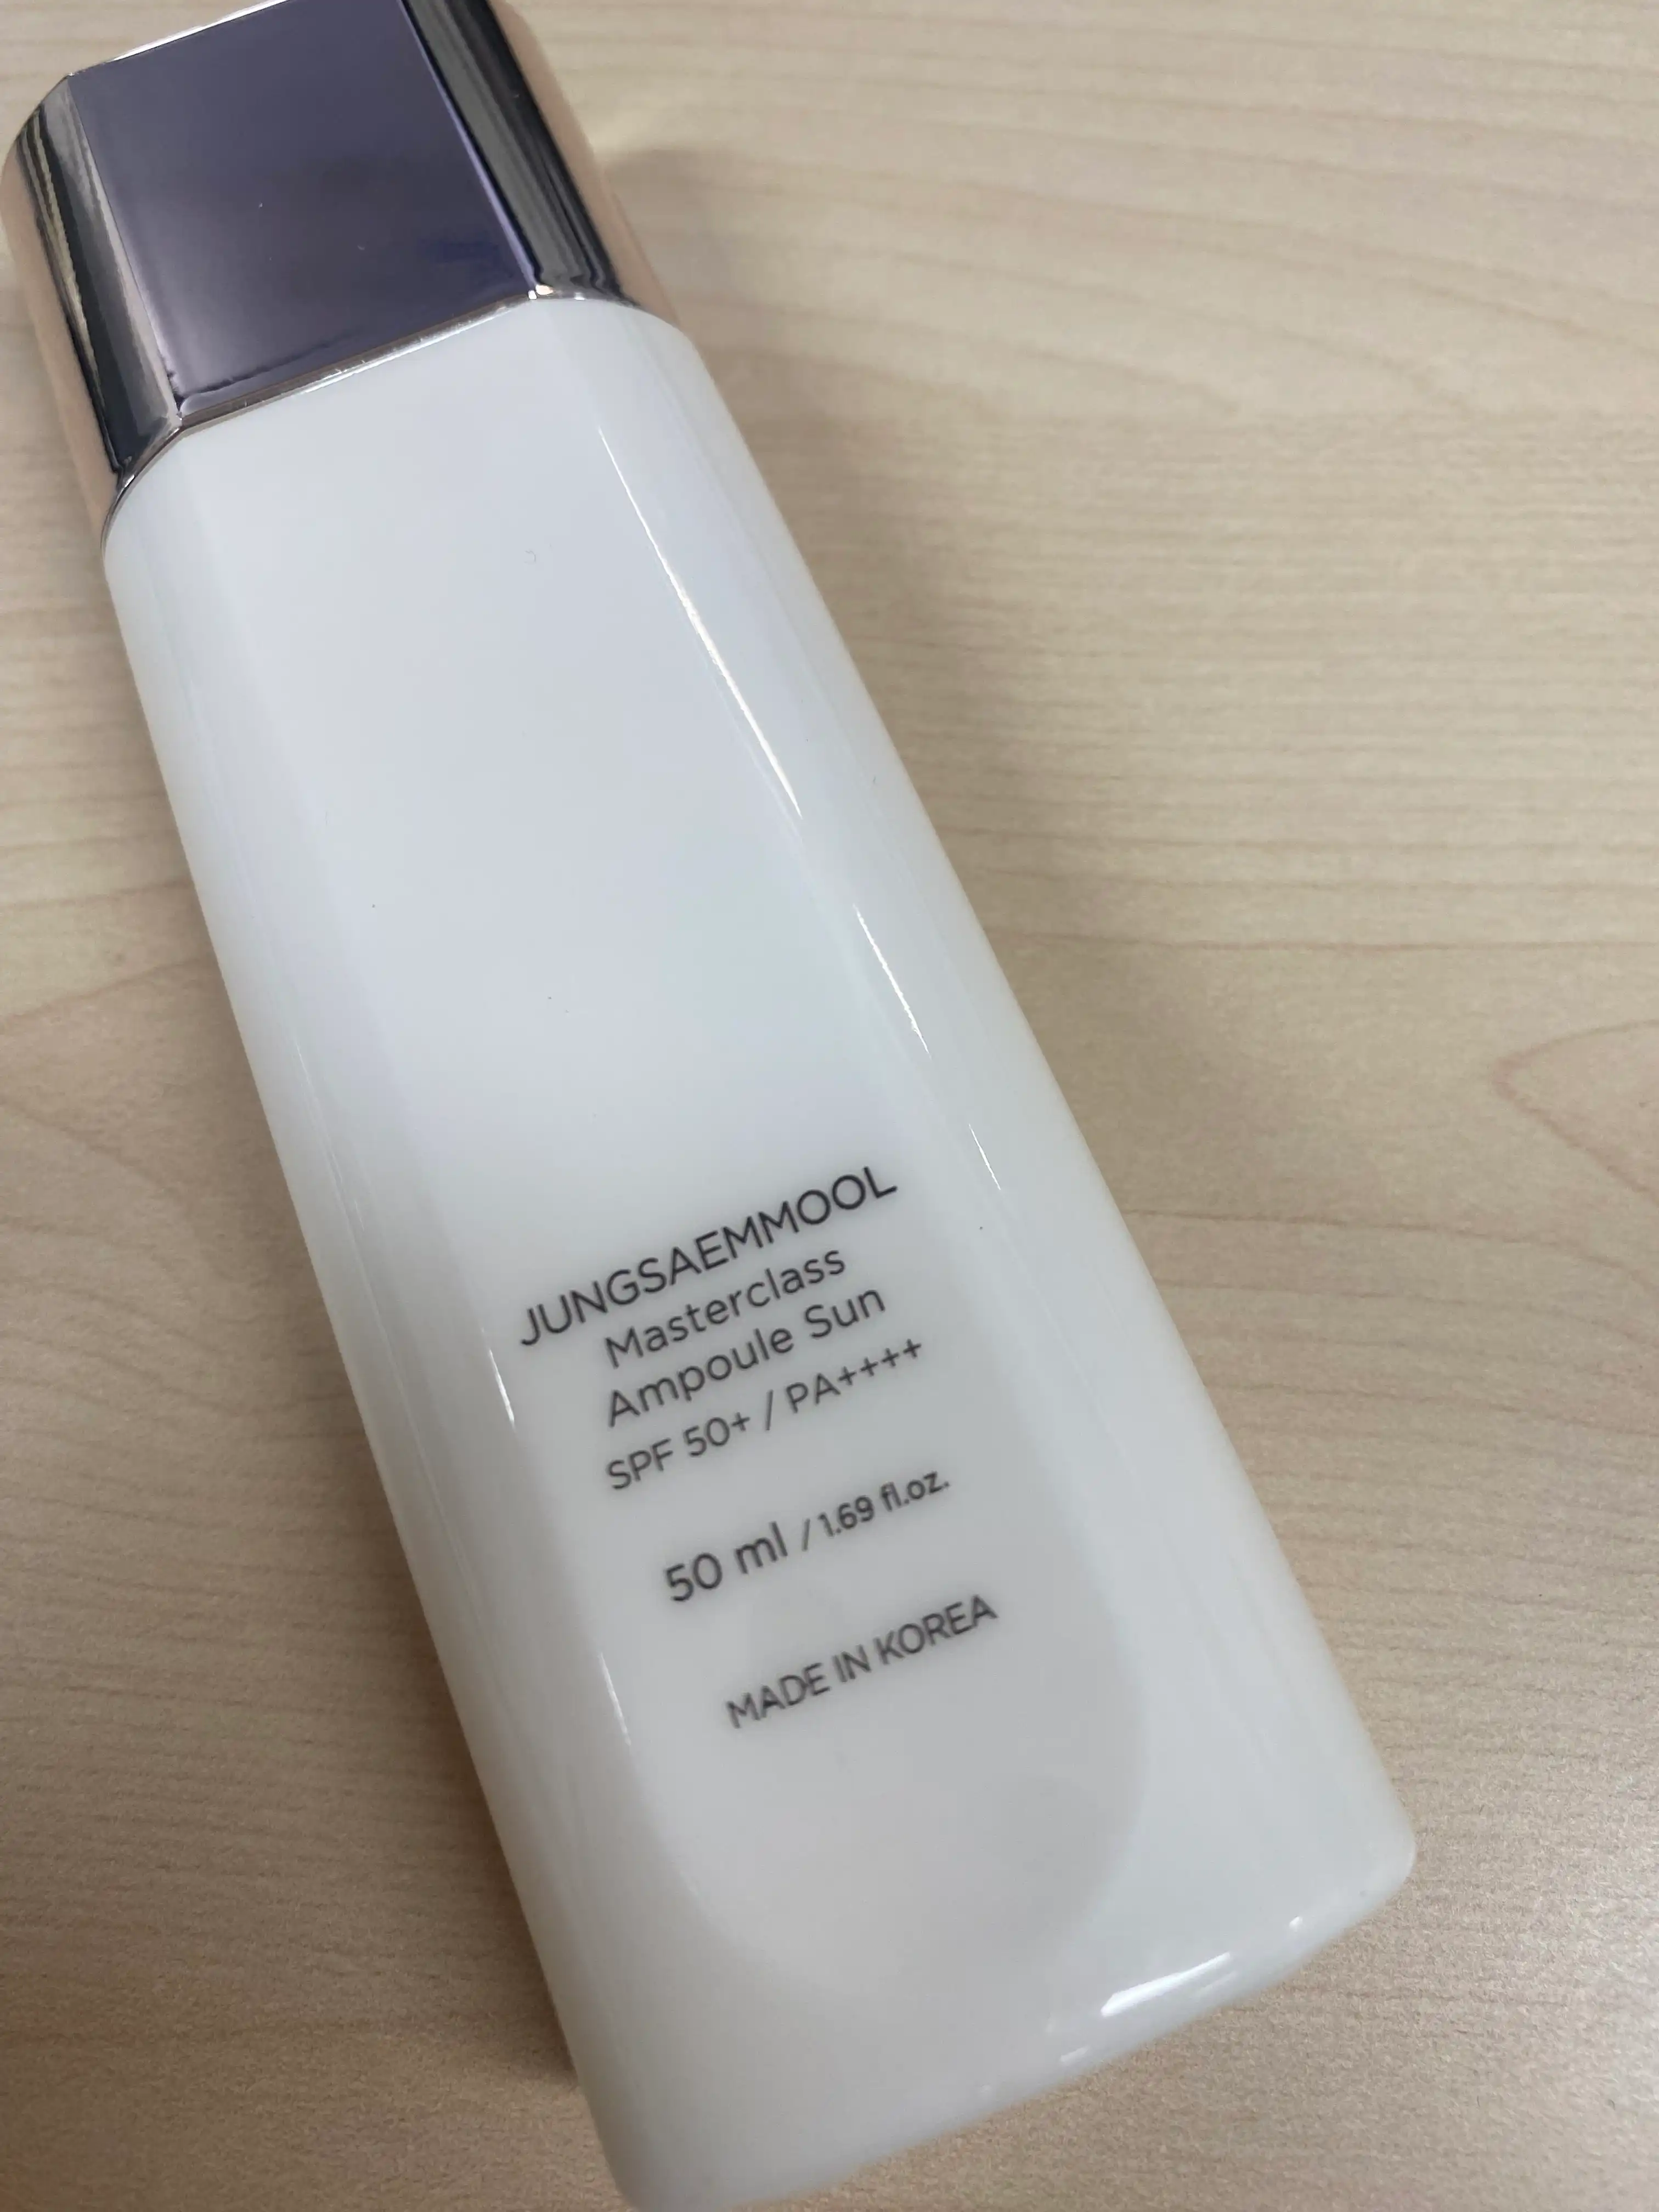 JUNGSAEMMOOL
Masterclass
Ampoule Sun
SPF 50+ / PA++++
50 ml / 1.69 fl.oz.
MADE IN KOREA